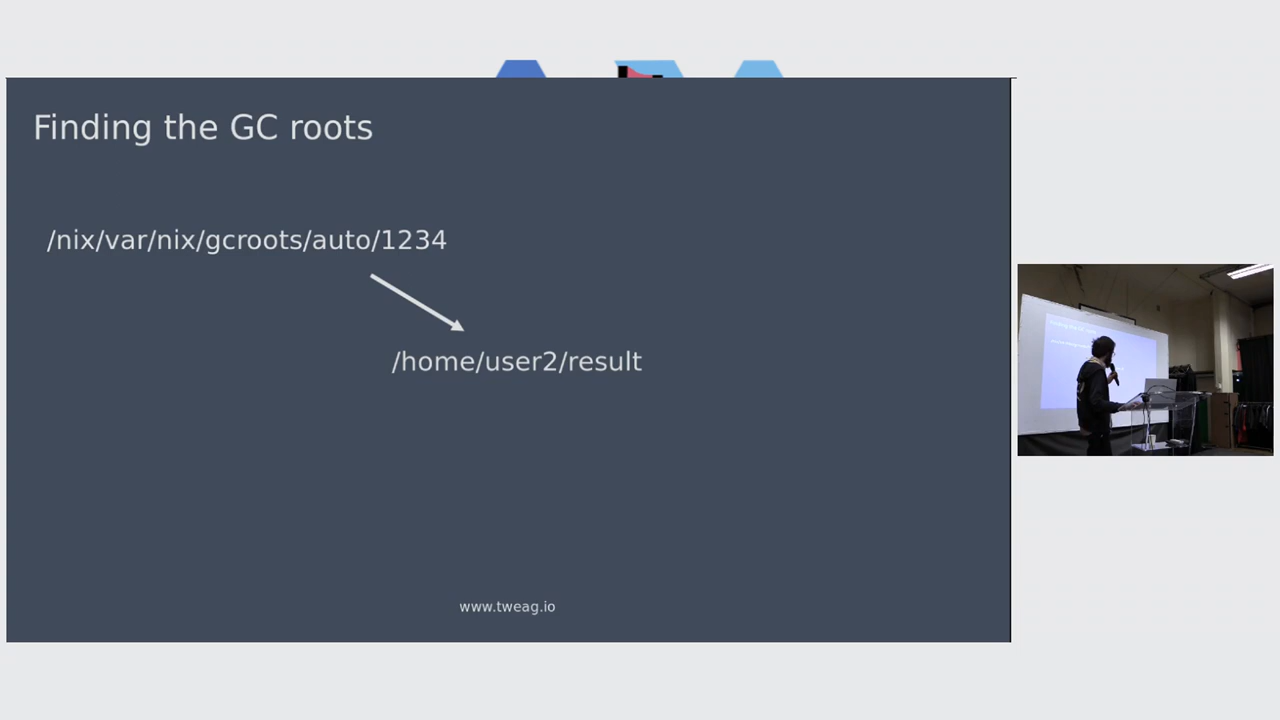 Finding the GC roots
/nix/var/nix/gcroots/auto/1234
/home/user2/result
www.tweag.io